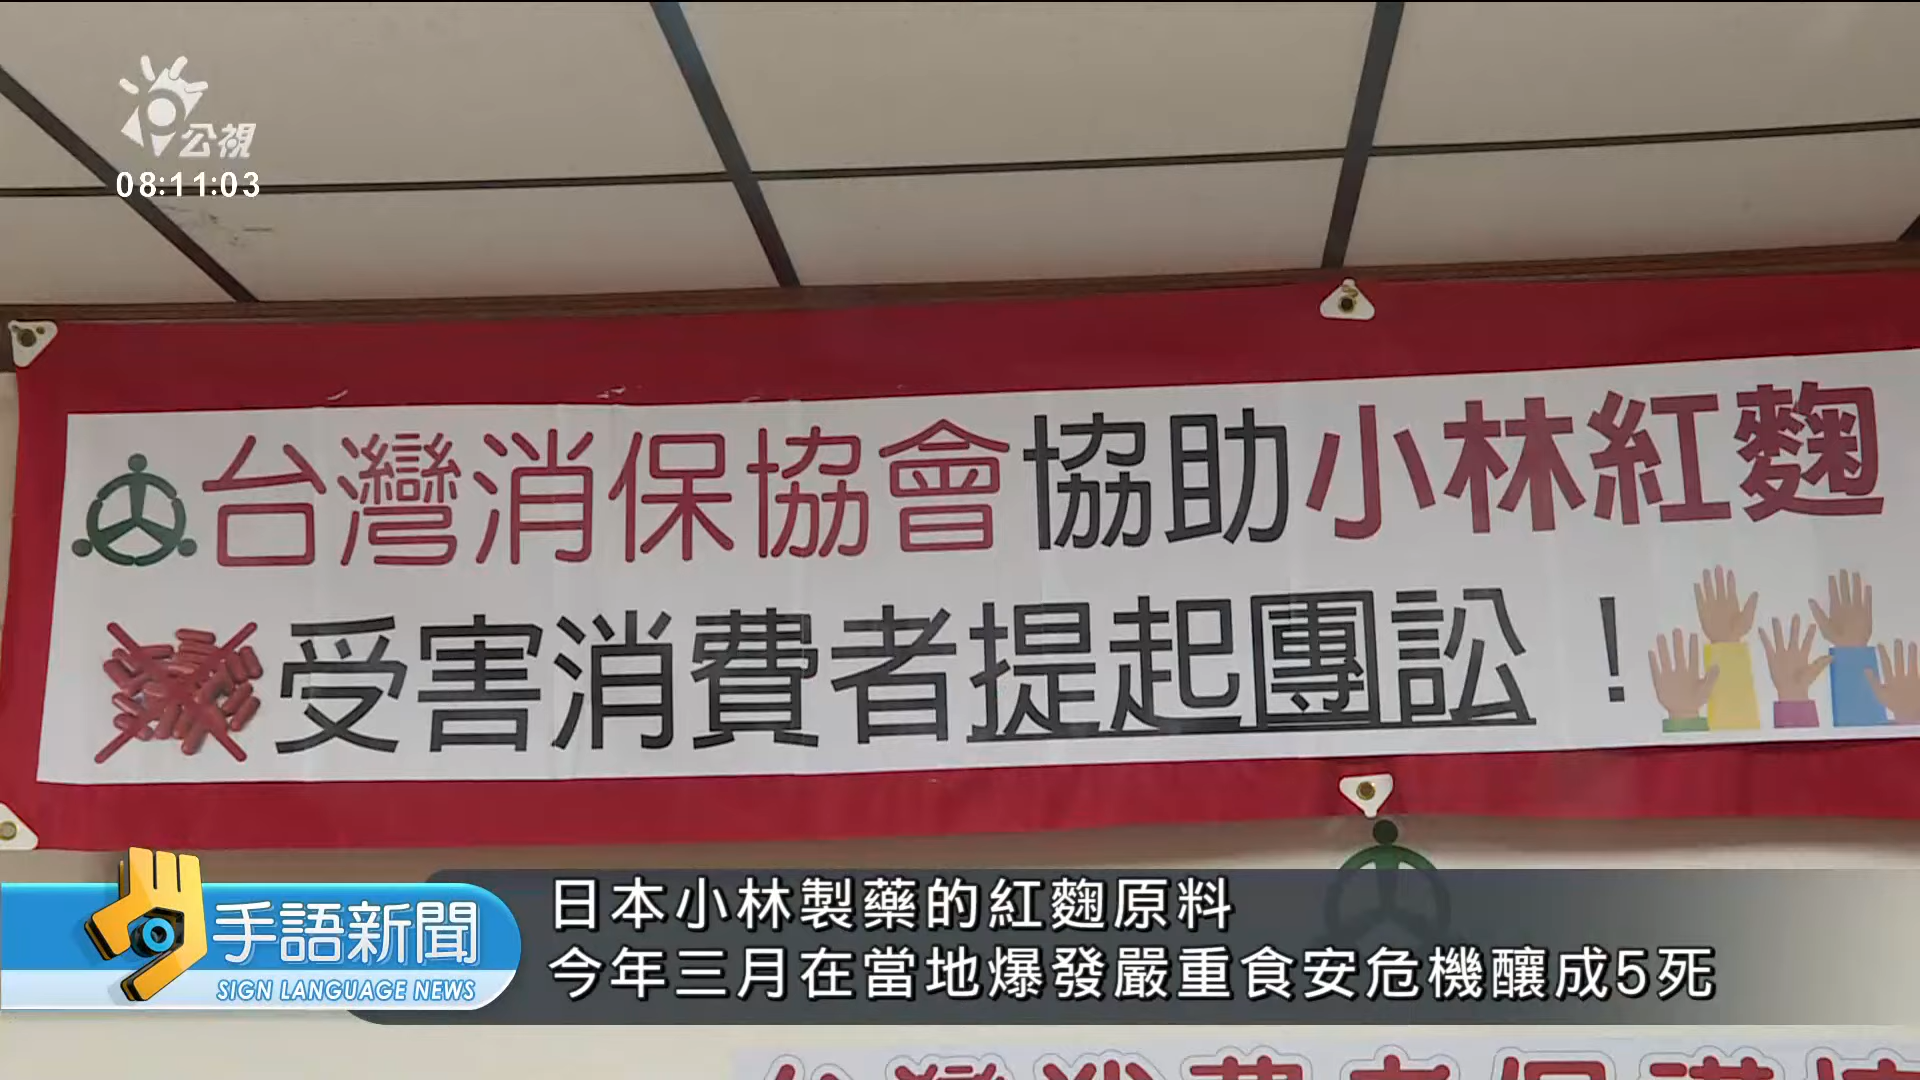 公視
08:11:03
台灣消保協會協助小林紅麴
受害消費者提起團訟！
日本小林製藥的紅麴原料
今年三月在當地爆發嚴重食安危機釀成5死
手語新聞
SIGN LANGUAGE NEWS